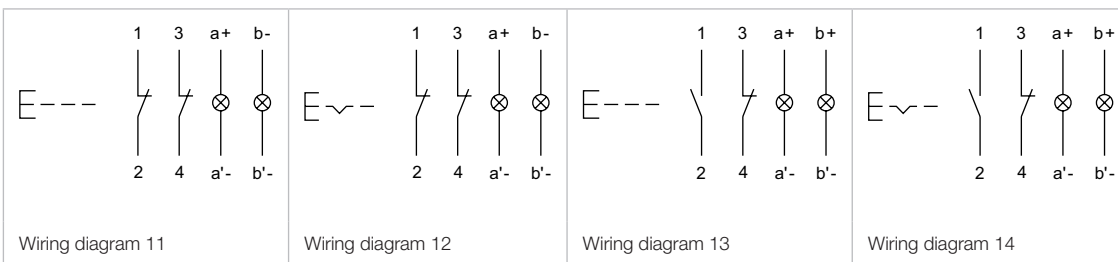 1 3 a+ b-
2 4 a'- b'-
Wiring diagram 11
1 3 a+ b-
2 4 a'- b'-
Wiring diagram 12
1 3 a+ b+
2 4 a'- b'-
Wiring diagram 13
1 3 a+ b+
2 4 a'- b'-
Wiring diagram 14